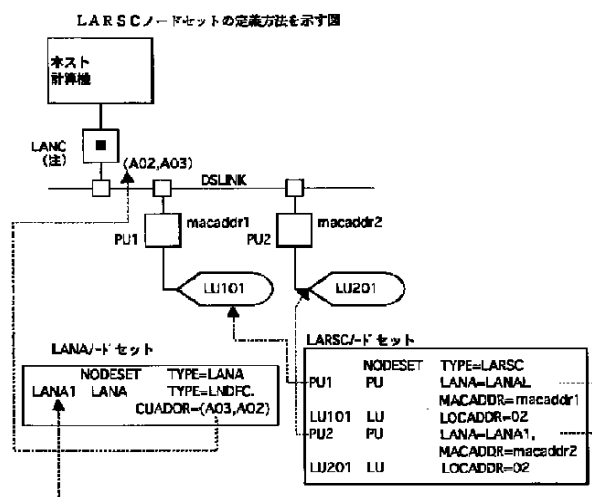 LARSCノードセットの定義方法を示す図
ホスト
計算機
LANC
(注)
(A02,A03)
DSLINK
PU1
macaddr1
PU2
macaddr2
LU101
LU201
LANAノードセット
NODESET TYPE=LANA
LANA1 LANA TYPE=LNDFC.
CUADDR=(A03,A02)
LARSCノードセット
NODESET TYPE=LARSC
PU1 PU LANA=LANAL
MACADDR=macaddr1
LU101 LU LOCADDR=02
PU2 PU LANA=LANA1,
MACADDR=macaddr2
LU201 LU LOCADDR=02